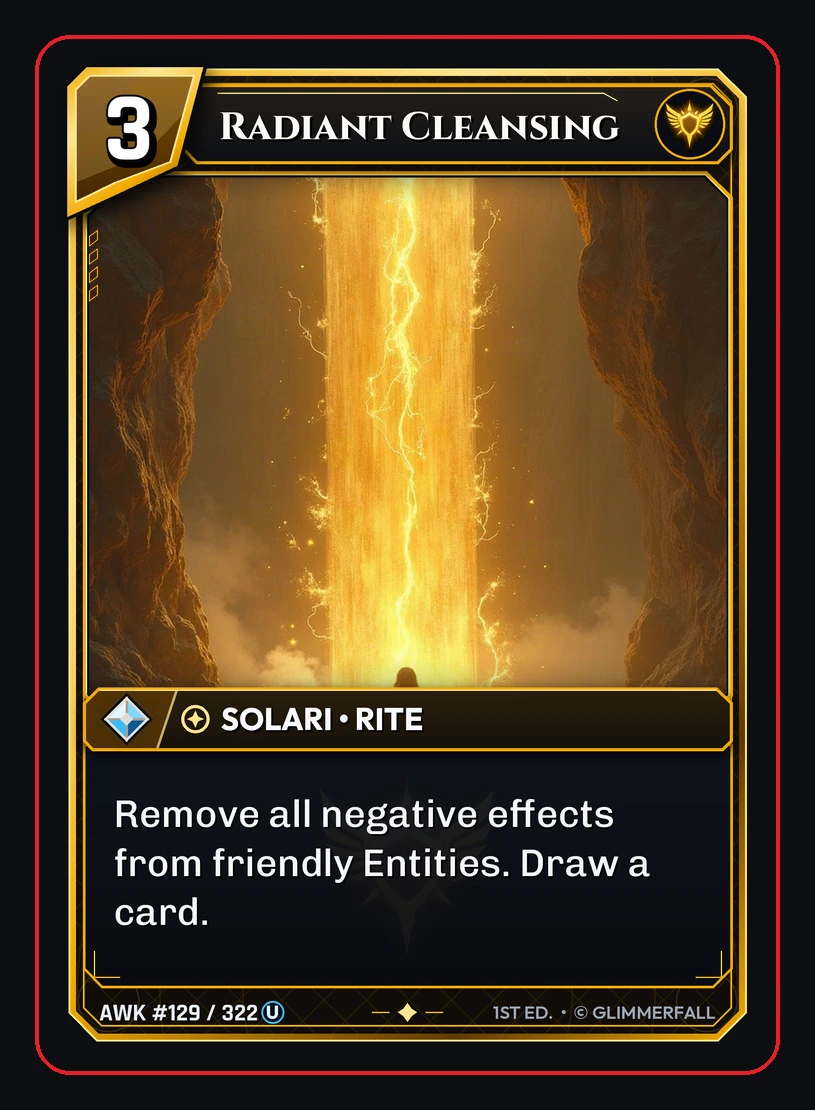 3
RADIANT CLEANSING
SOLARI • RITE
Remove all negative effects
from friendly Entities. Draw a
card.
AWK #129 / 322 U
1ST ED. • © GLIMMERFALL